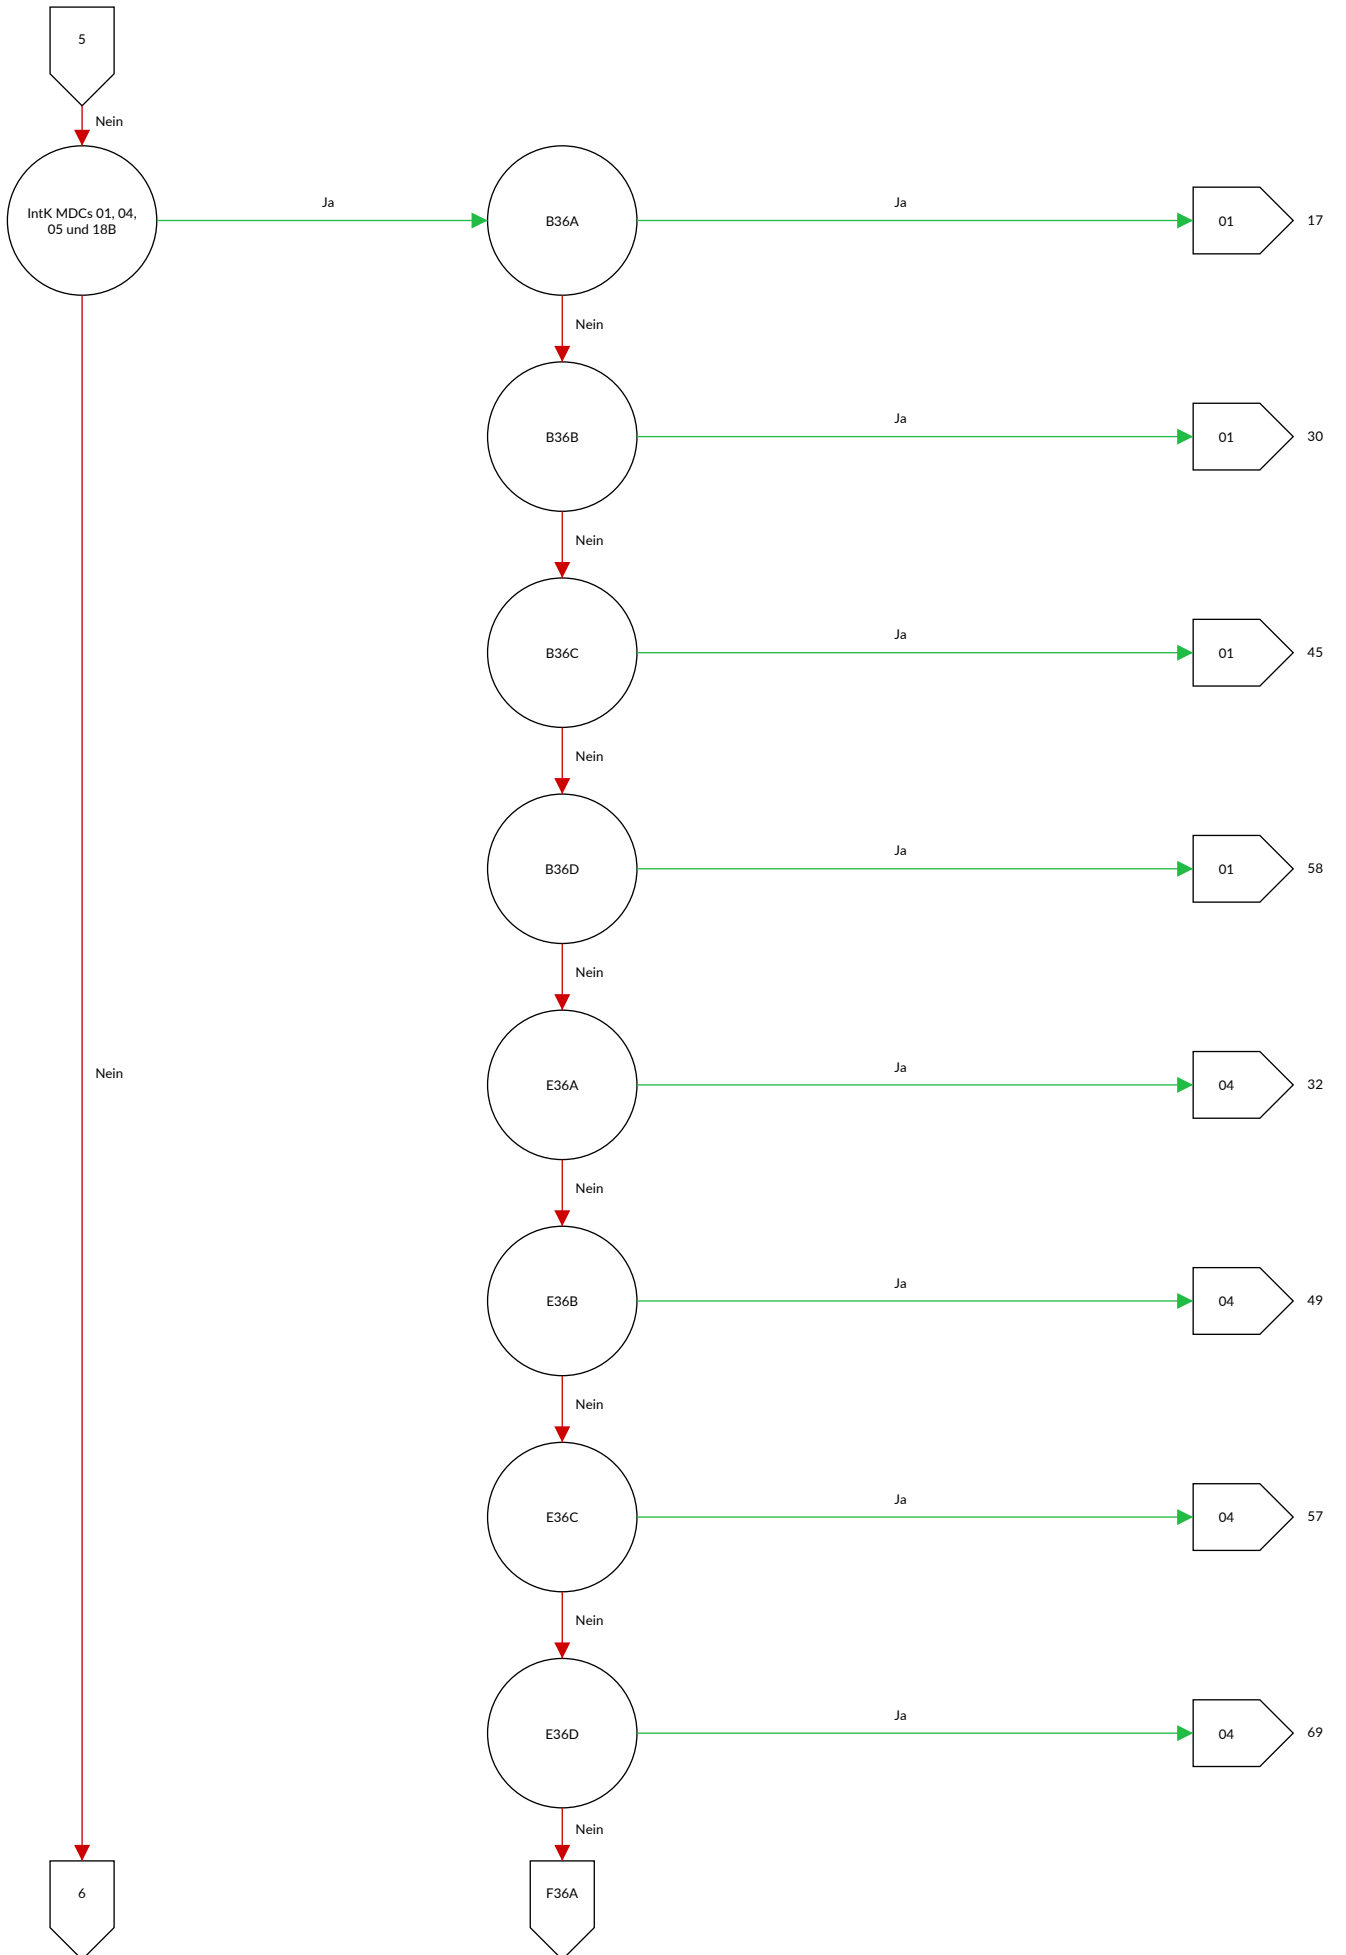 5
Nein
IntK MDCs 01, 04,
05 und 18B
Ja
B36A
Ja
01
17
Nein
B36B
Ja
01
30
Nein
B36C
Ja
01
45
Nein
B36D
Ja
01
58
Nein
Nein
E36A
Ja
04
32
Nein
E36B
Ja
04
49
Nein
E36C
Ja
04
57
Nein
E36D
Ja
04
69
Nein
6
F36A